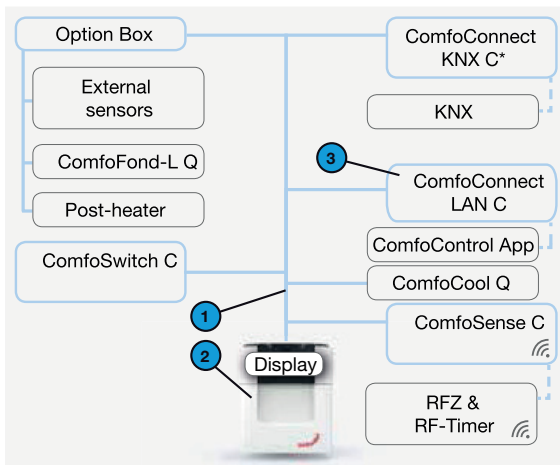 Option Box
External
sensors
ComfoFond-L Q
Post-heater
ComfoSwitch C
ComfoConnect
KNX C*
KNX
3
ComfoConnect
LAN C
ComfoControl App
ComfoCool Q
1
ComfoSense C
2
Display
RFZ &
RF-Timer